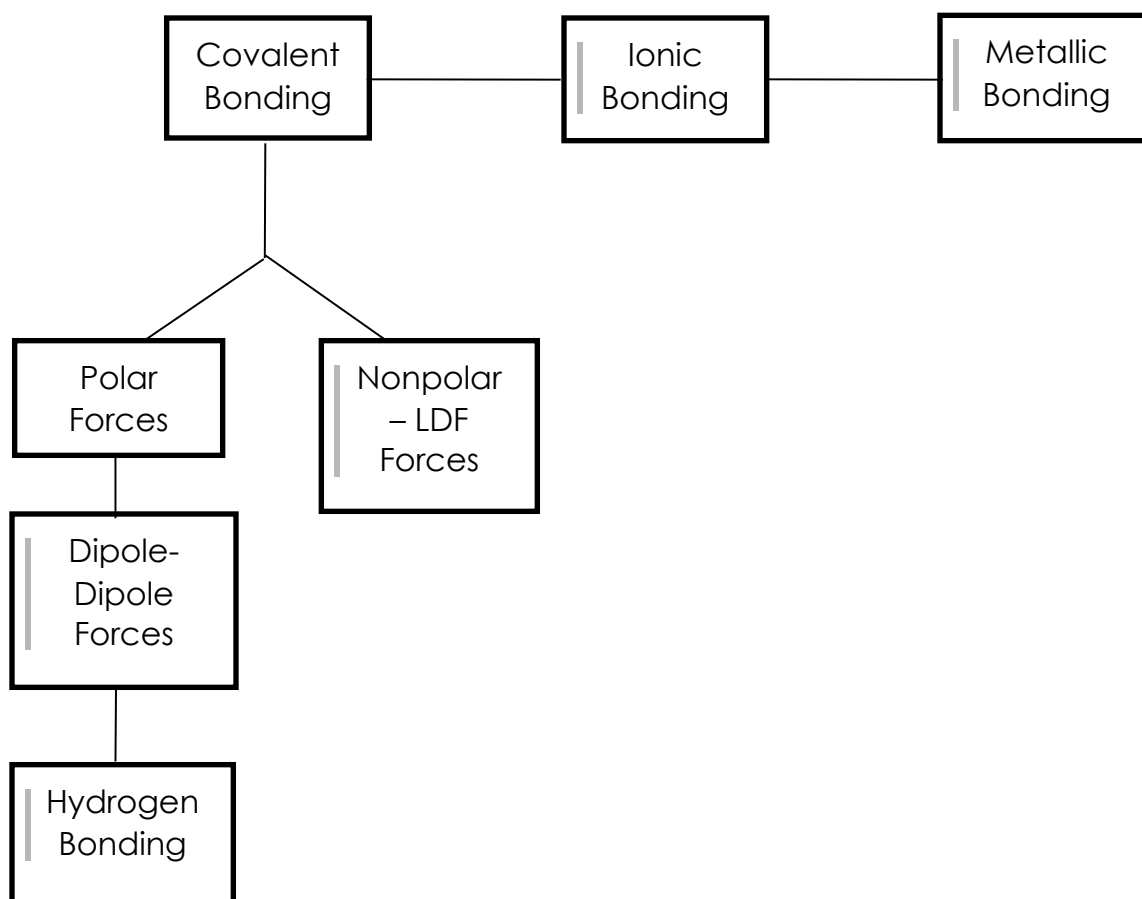 Covalent
Bonding
Ionic
Bonding
Metallic
Bonding
Polar
Forces
Nonpolar
– LDF
Forces
Dipole-
Dipole
Forces
Hydrogen
Bonding